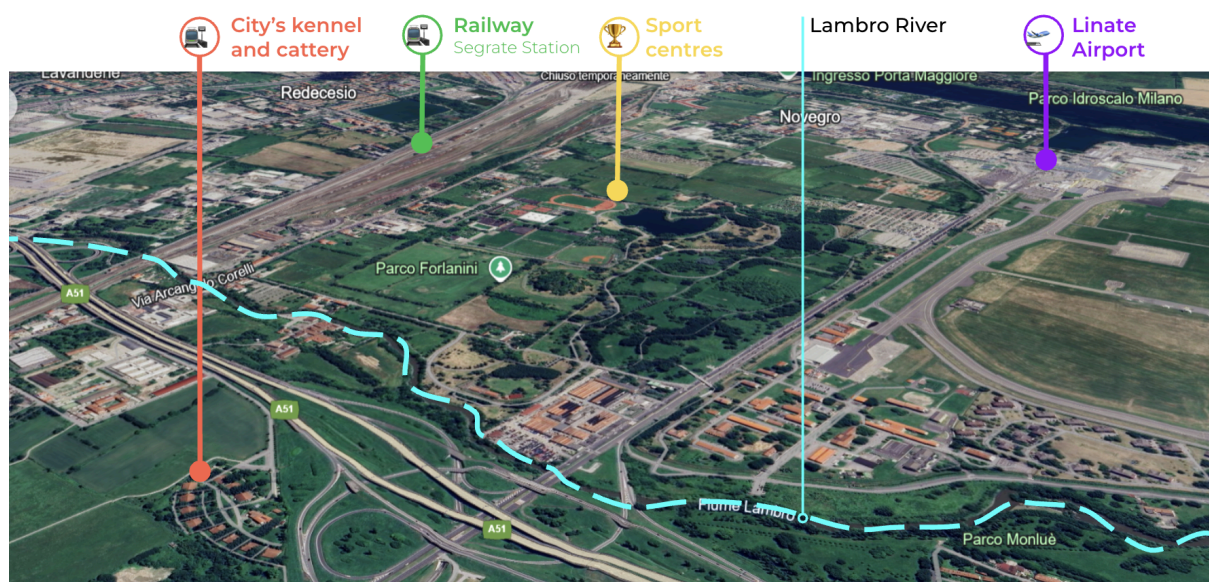 City's kennel
and cattery
Railway
Segrate Station
Sport
centres
Lambro River
Linate
Airport
Lavanderie
Redecesio
Chiuso temporaneamente
Ingresso Porta Maggiore
Parco Idroscalo Milano
Novegro
Parco Forlanini
Via Arcangelo Corelli
A51
A51
A51
Fiume Lambro
Parco Monluè